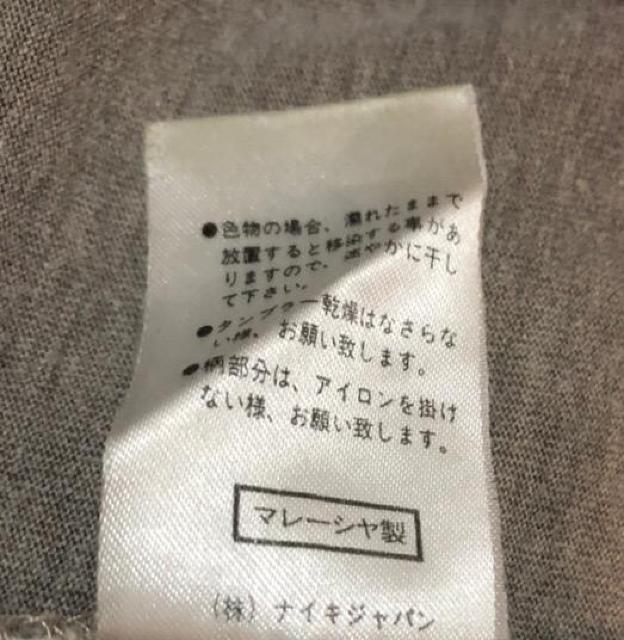 ●色物の場合、濡れたままで
放置すると移染する事があ
りますので、速やかに干し
て下さい。
●タンブラー乾燥はなさらな
い様、お願い致します。
●柄部分は、アイロンを掛け
ない様、お願い致します。
マレーシヤ製
(株) ナイキジャパン